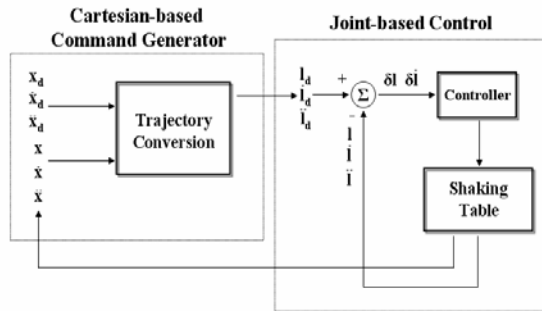 Cartesian-based
Command Generator
Joint-based Control
x_d
ẋ_d
ẍ_d
x
ẋ
ẍ
Trajectory
Conversion
l_d
l̇_d
l̈_d
+
Σ
-
l
l̇
l̈
δl δl̇
Controller
Shaking
Table